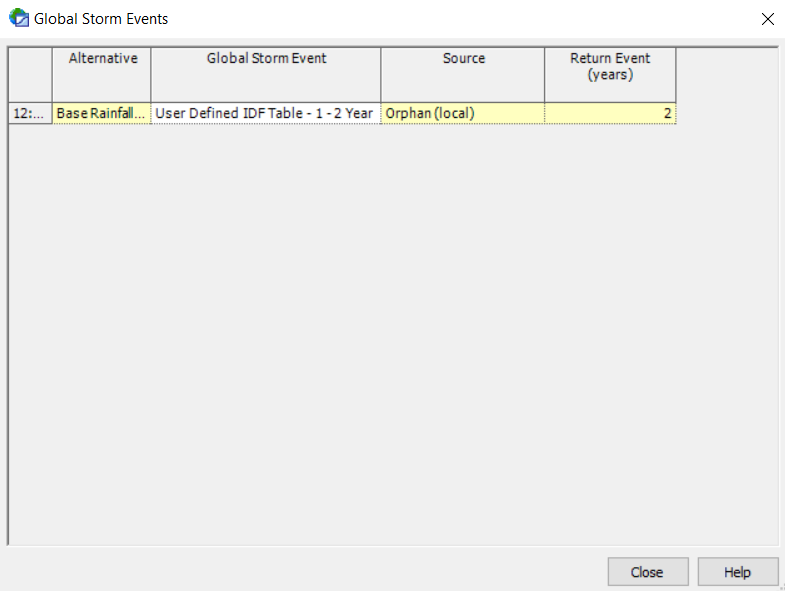 Global Storm Events
Alternative Global Storm Event Source Return Event
(years)
12:... Base Rainfall... User Defined IDF Table - 1 - 2 Year Orphan (local) 2
Close Help